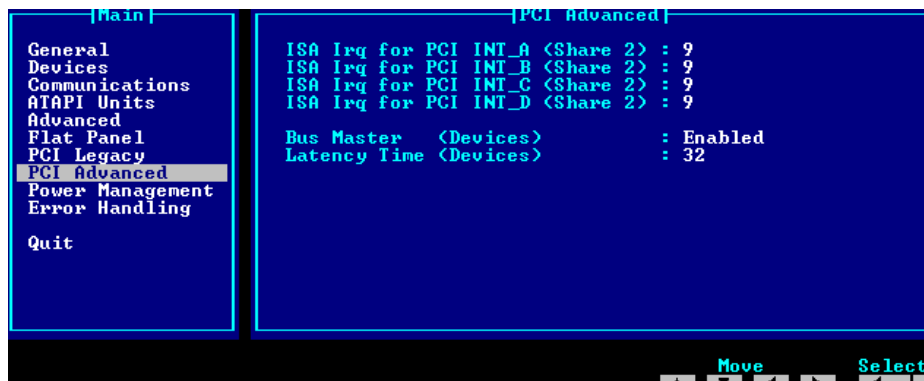 Main
General
Devices
Communications
ATAPI Units
Advanced
Flat Panel
PCI Legacy
PCI Advanced
Power Management
Error Handling
Quit
PCI Advanced
ISA Irq for PCI INT_A (Share 2) : 9
ISA Irq for PCI INT_B (Share 2) : 9
ISA Irq for PCI INT_C (Share 2) : 9
ISA Irq for PCI INT_D (Share 2) : 9
Bus Master (Devices) : Enabled
Latency Time (Devices) : 32
Move Select